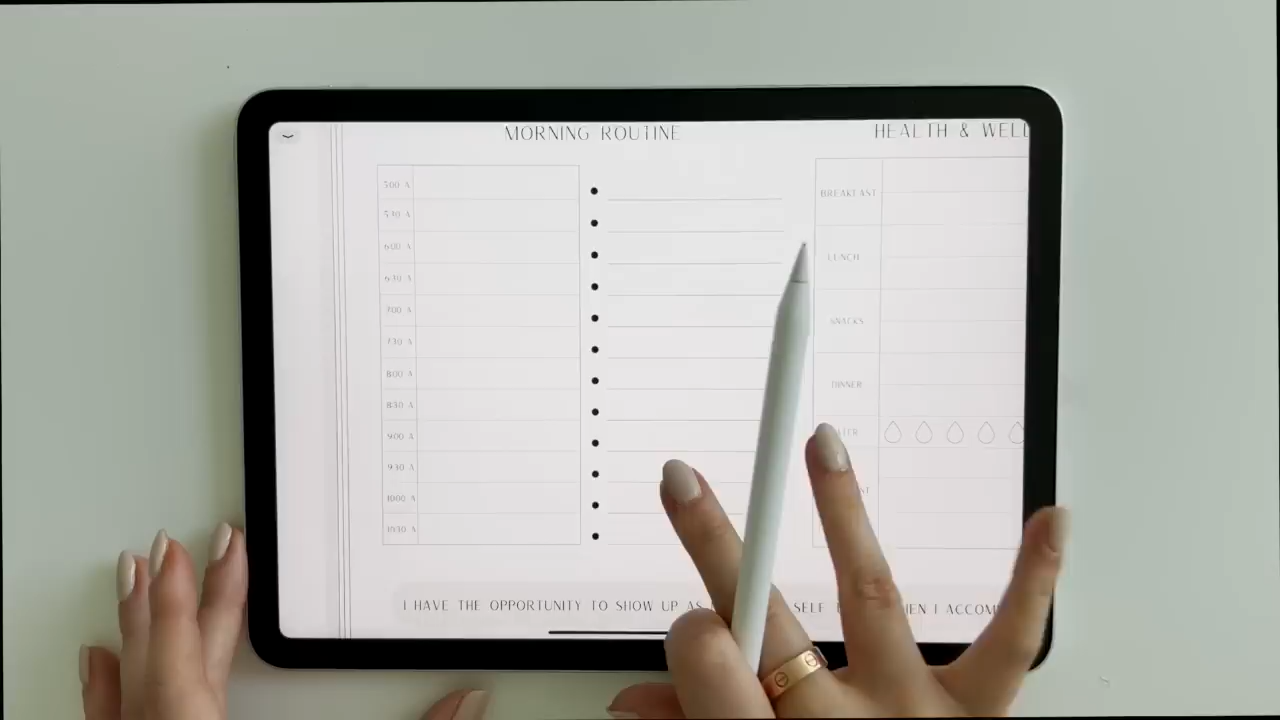 MORNING ROUTINE
HEALTH & WELL
5:00 A
5:30 A
6:00 A
6:30 A
7:00 A
7:30 A
8:00 A
8:30 A
9:00 A
9:30 A
10:00 A
10:30 A
BREAKFAST
LUNCH
SNACKS
DINNER
I HAVE THE OPPORTUNITY TO SHOW UP AS SELF I ACCOM